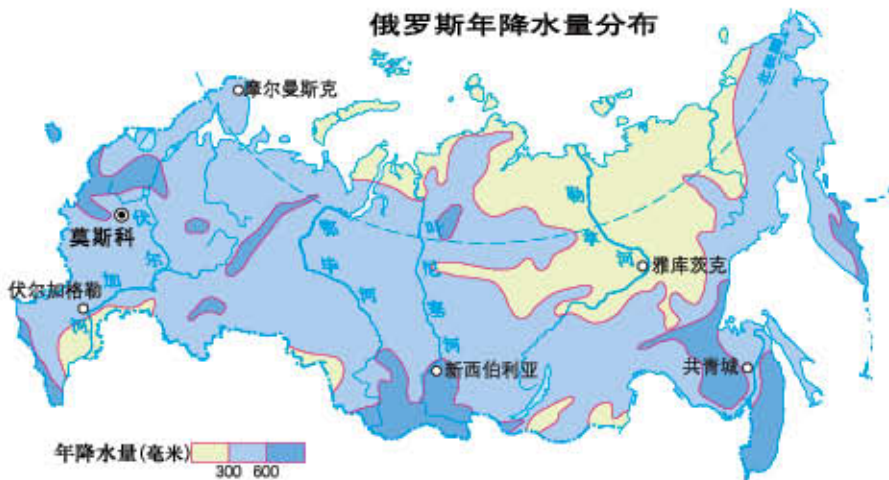 俄罗斯年降水量分布
摩尔曼斯克
北极圈
莫斯科
伏尔加河
鄂毕河
叶尼塞河
勒拿河
雅库茨克
伏尔加格勒
新西伯利亚
共青城
年降水量(毫米)
300 600